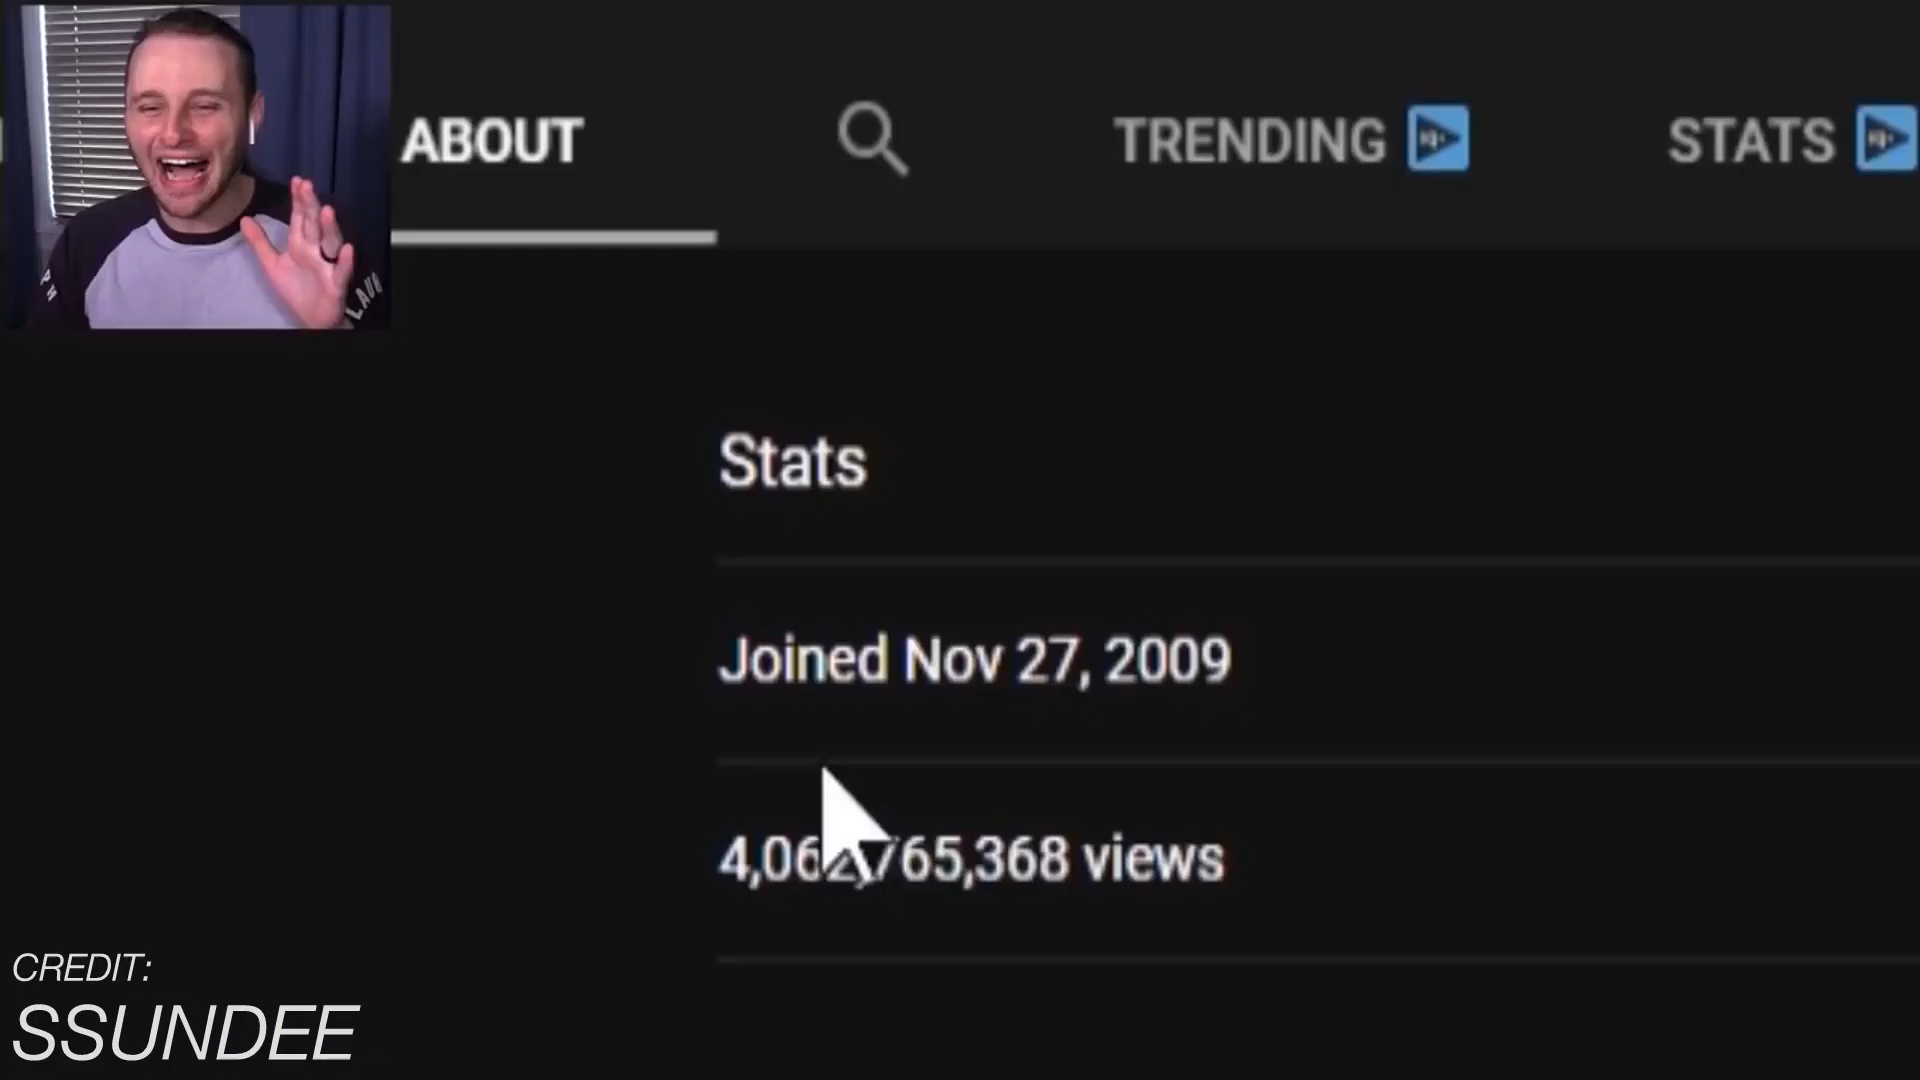 ABOUT
TRENDING
STATS
Stats
Joined Nov 27, 2009
views
CREDIT:
SSUNDEE